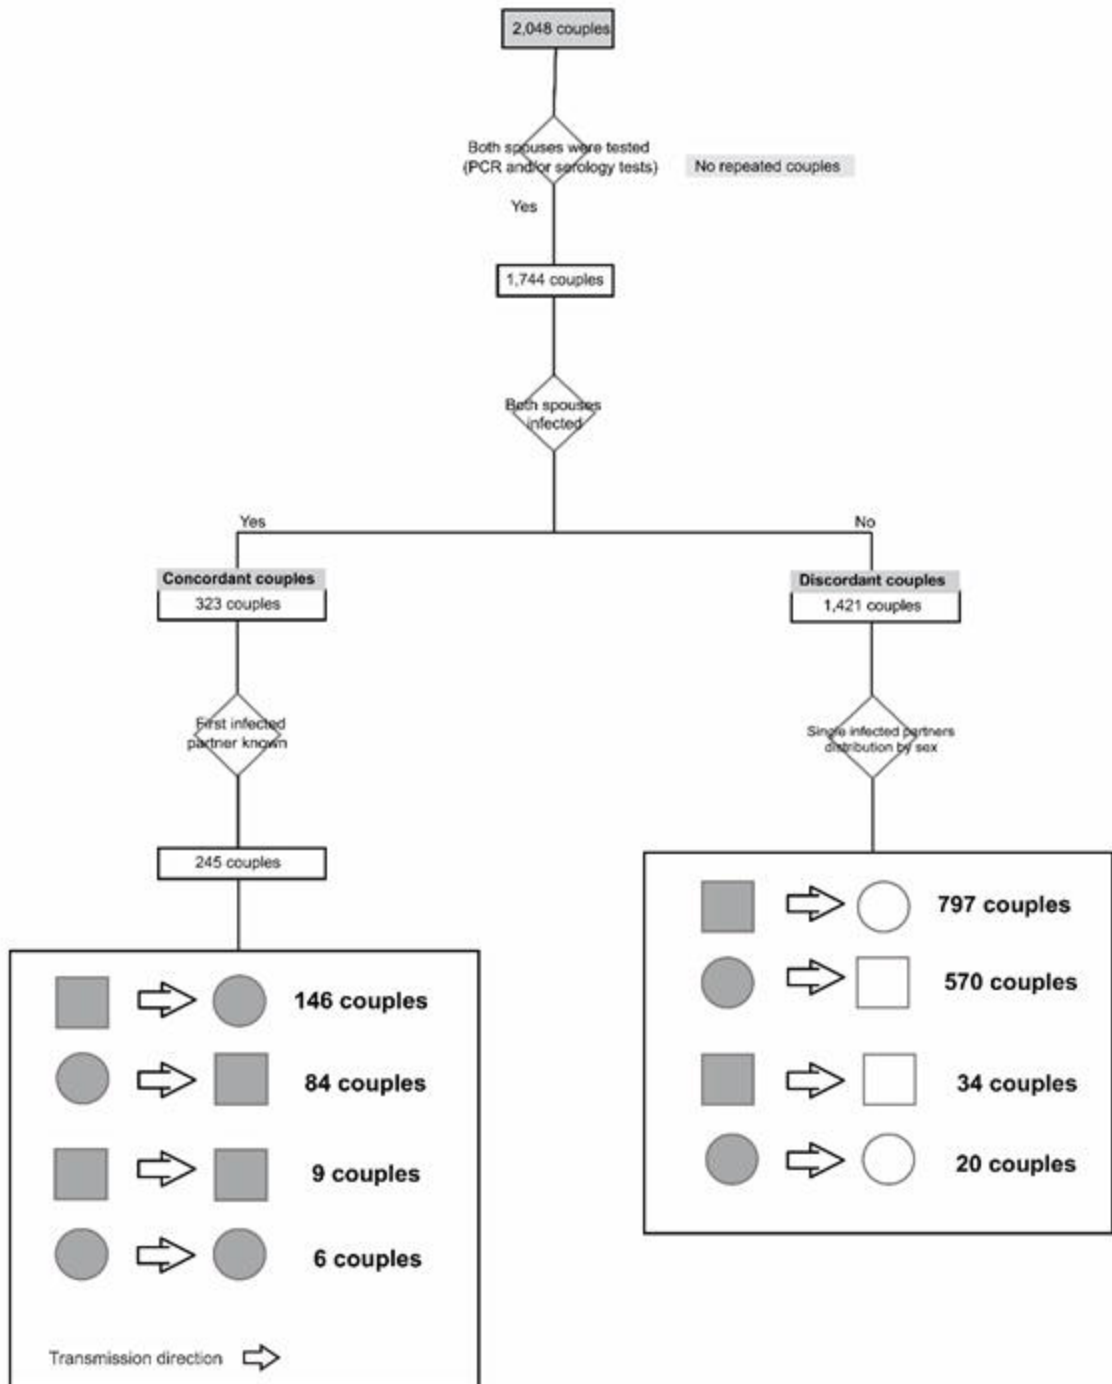 2,048 couples
Both spouses were tested
(PCR and/or serology tests)
No repeated couples
Yes
1,744 couples
Both spouses
infected
Yes
No
Concordant couples
323 couples
Discordant couples
1,421 couples
First infected
partner known
Single infected partners
distribution by sex
245 couples
797 couples
570 couples
34 couples
20 couples
146 couples
84 couples
9 couples
6 couples
Transmission direction